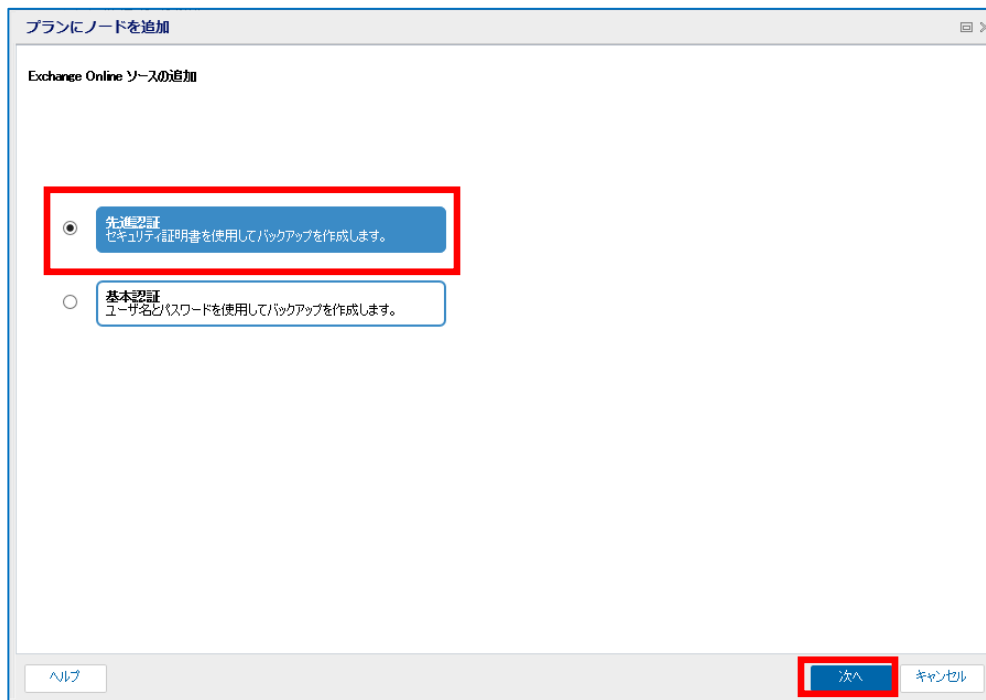 プランにノードを追加
Exchange Online ソースの追加
先進認証
セキュリティ証明書を使用してバックアップを作成します。
基本認証
ユーザ名とパスワードを使用してバックアップを作成します。
ヘルプ
次へ
キャンセル